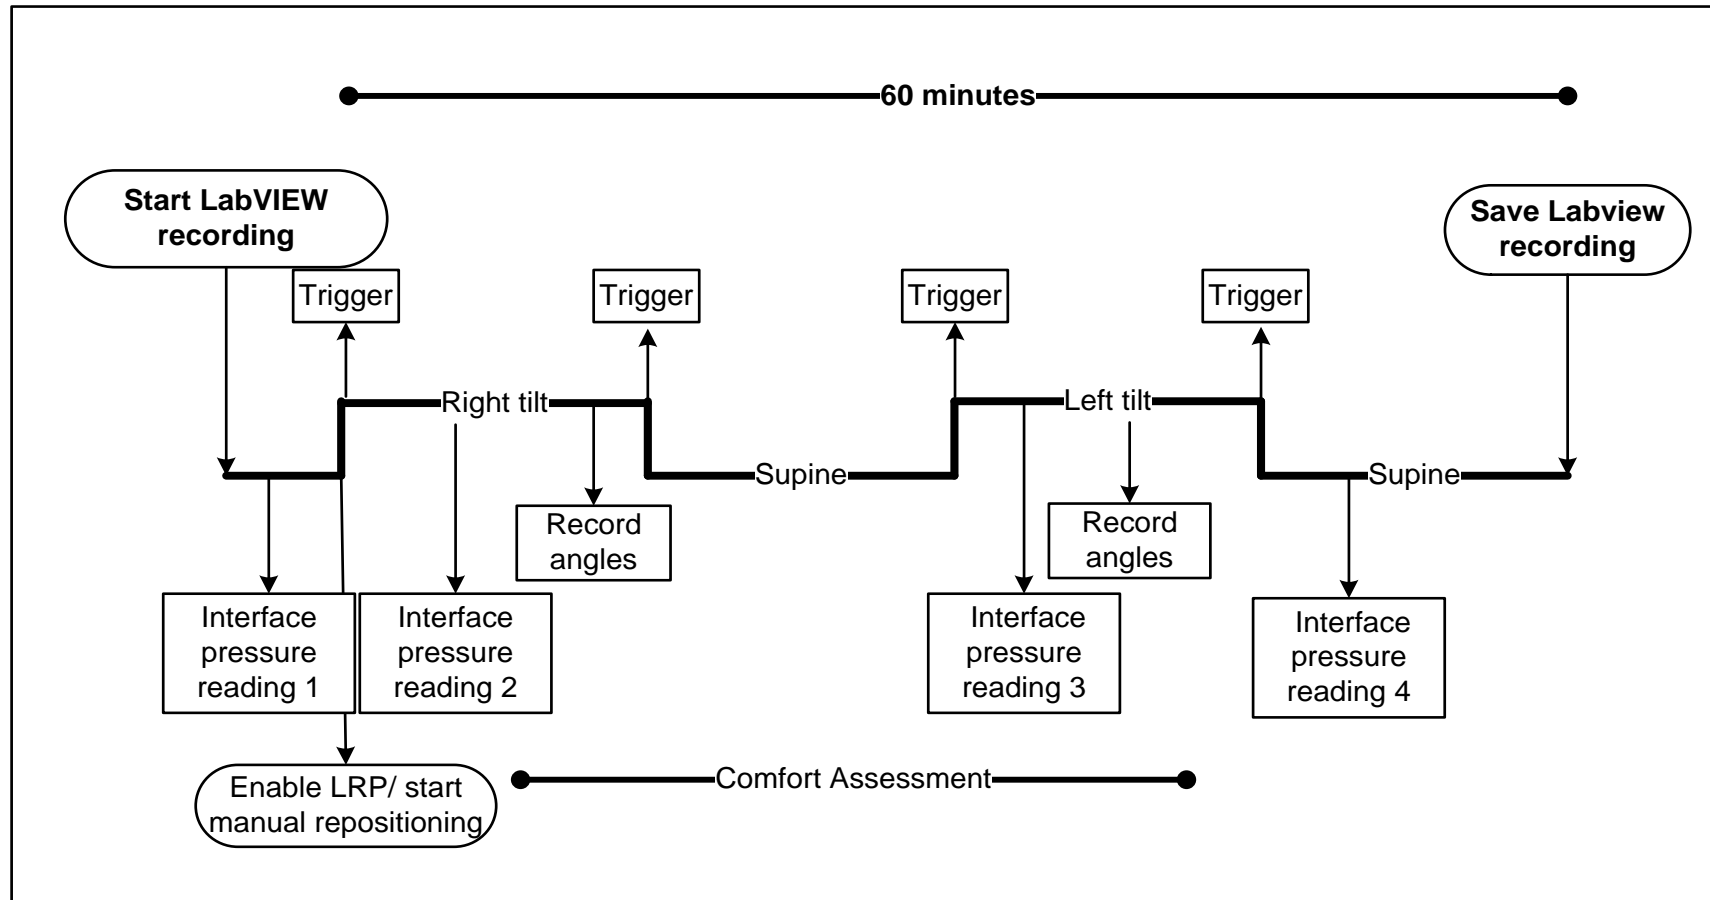 60 minutes
Start LabVIEW
recording
Save Labview
recording
Trigger
Trigger
Trigger
Trigger
Right tilt
Left tilt
Supine
Supine
Record
angles
Record
angles
Interface
pressure
reading 1
Interface
pressure
reading 2
Interface
pressure
reading 3
Interface
pressure
reading 4
Enable LRP/ start
manual repositioning
Comfort Assessment